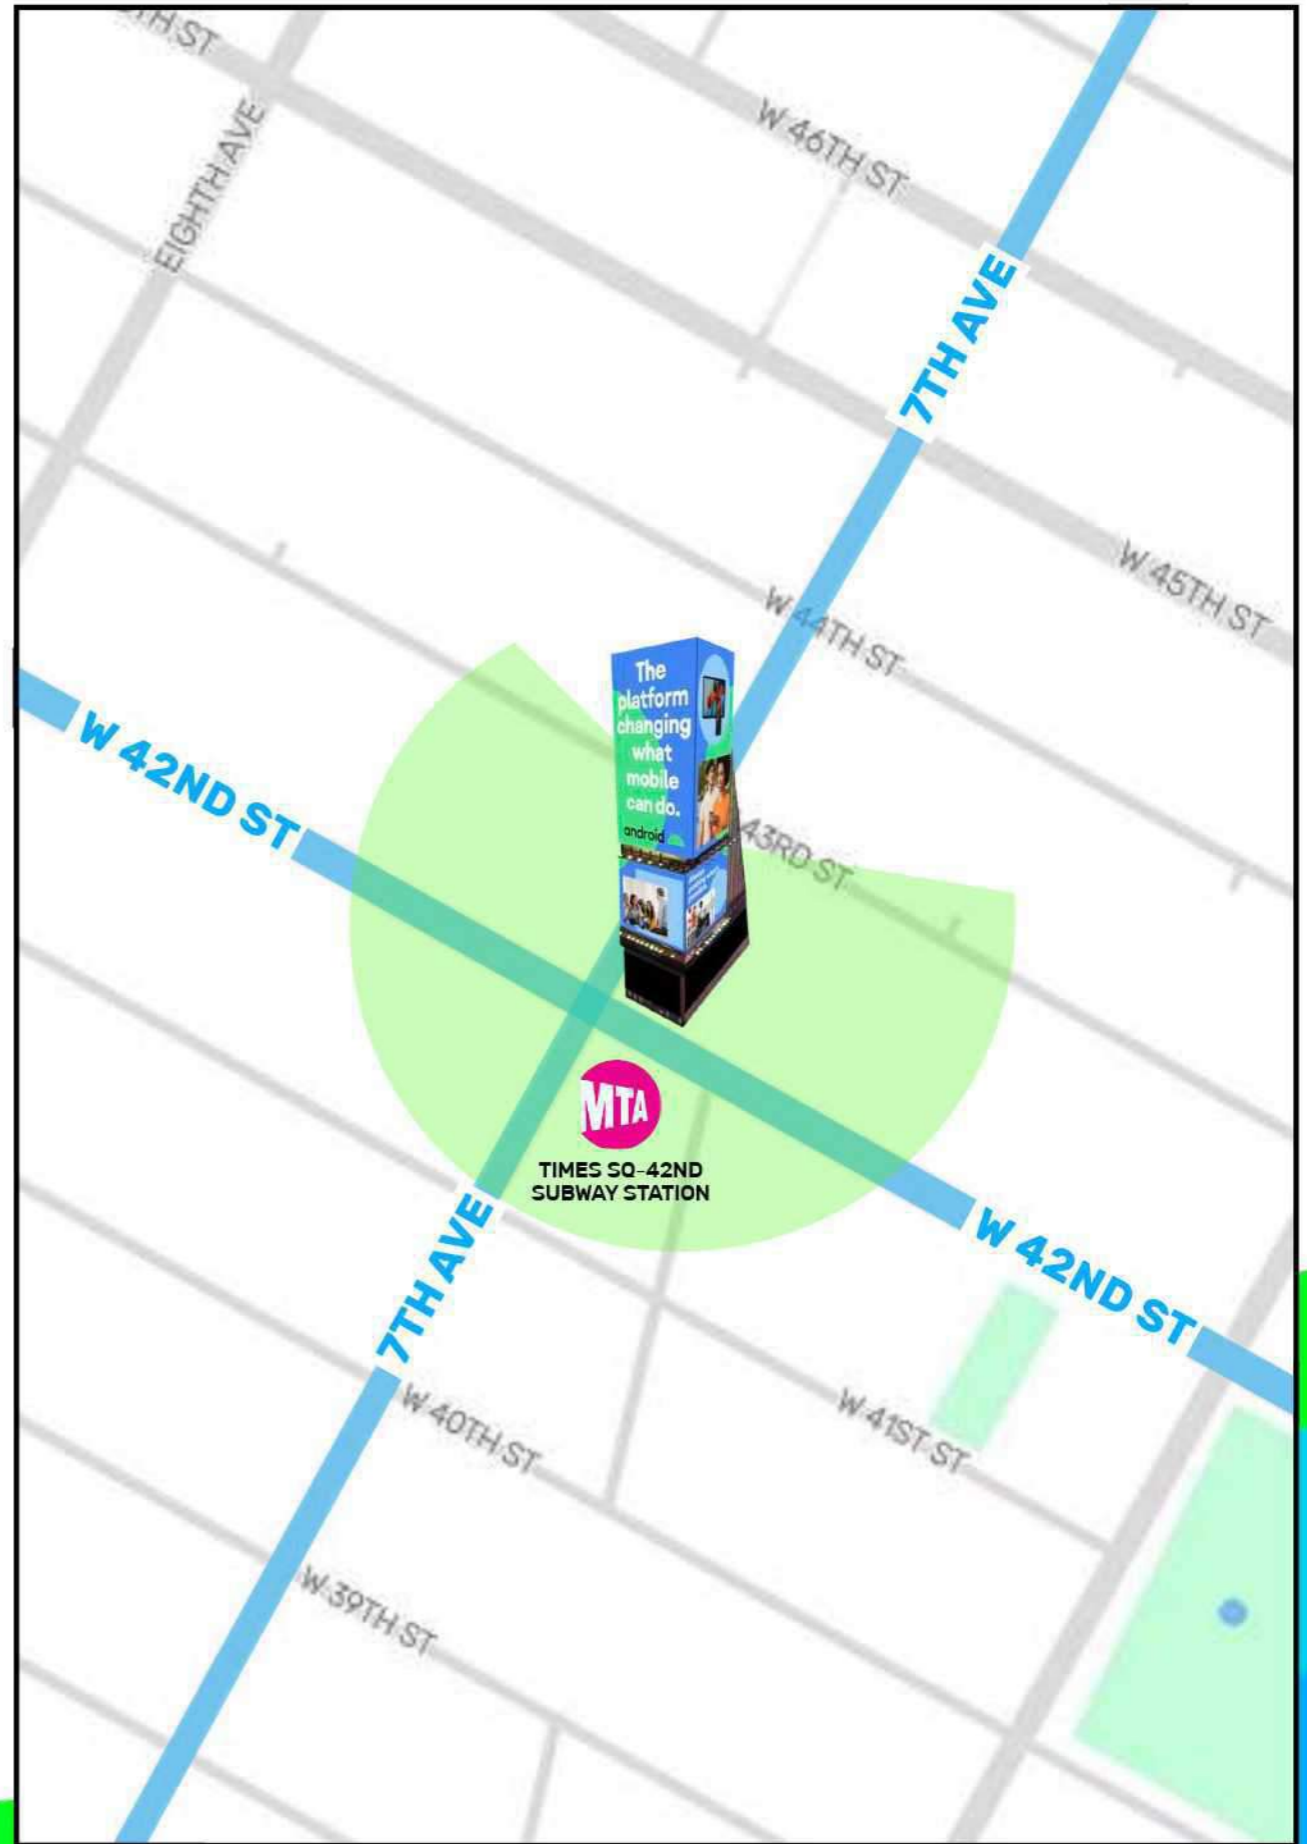 TH ST
W 46TH ST
EIGHTH AVE
7TH AVE
W 45TH ST
W 44TH ST
The
platform
changing
what
mobile
can do.
android
W 42ND ST
43RD ST
MTA
TIMES SQ-42ND
SUBWAY STATION
7TH AVE
W 42ND ST
W 40TH ST
W 41ST ST
W 39TH ST